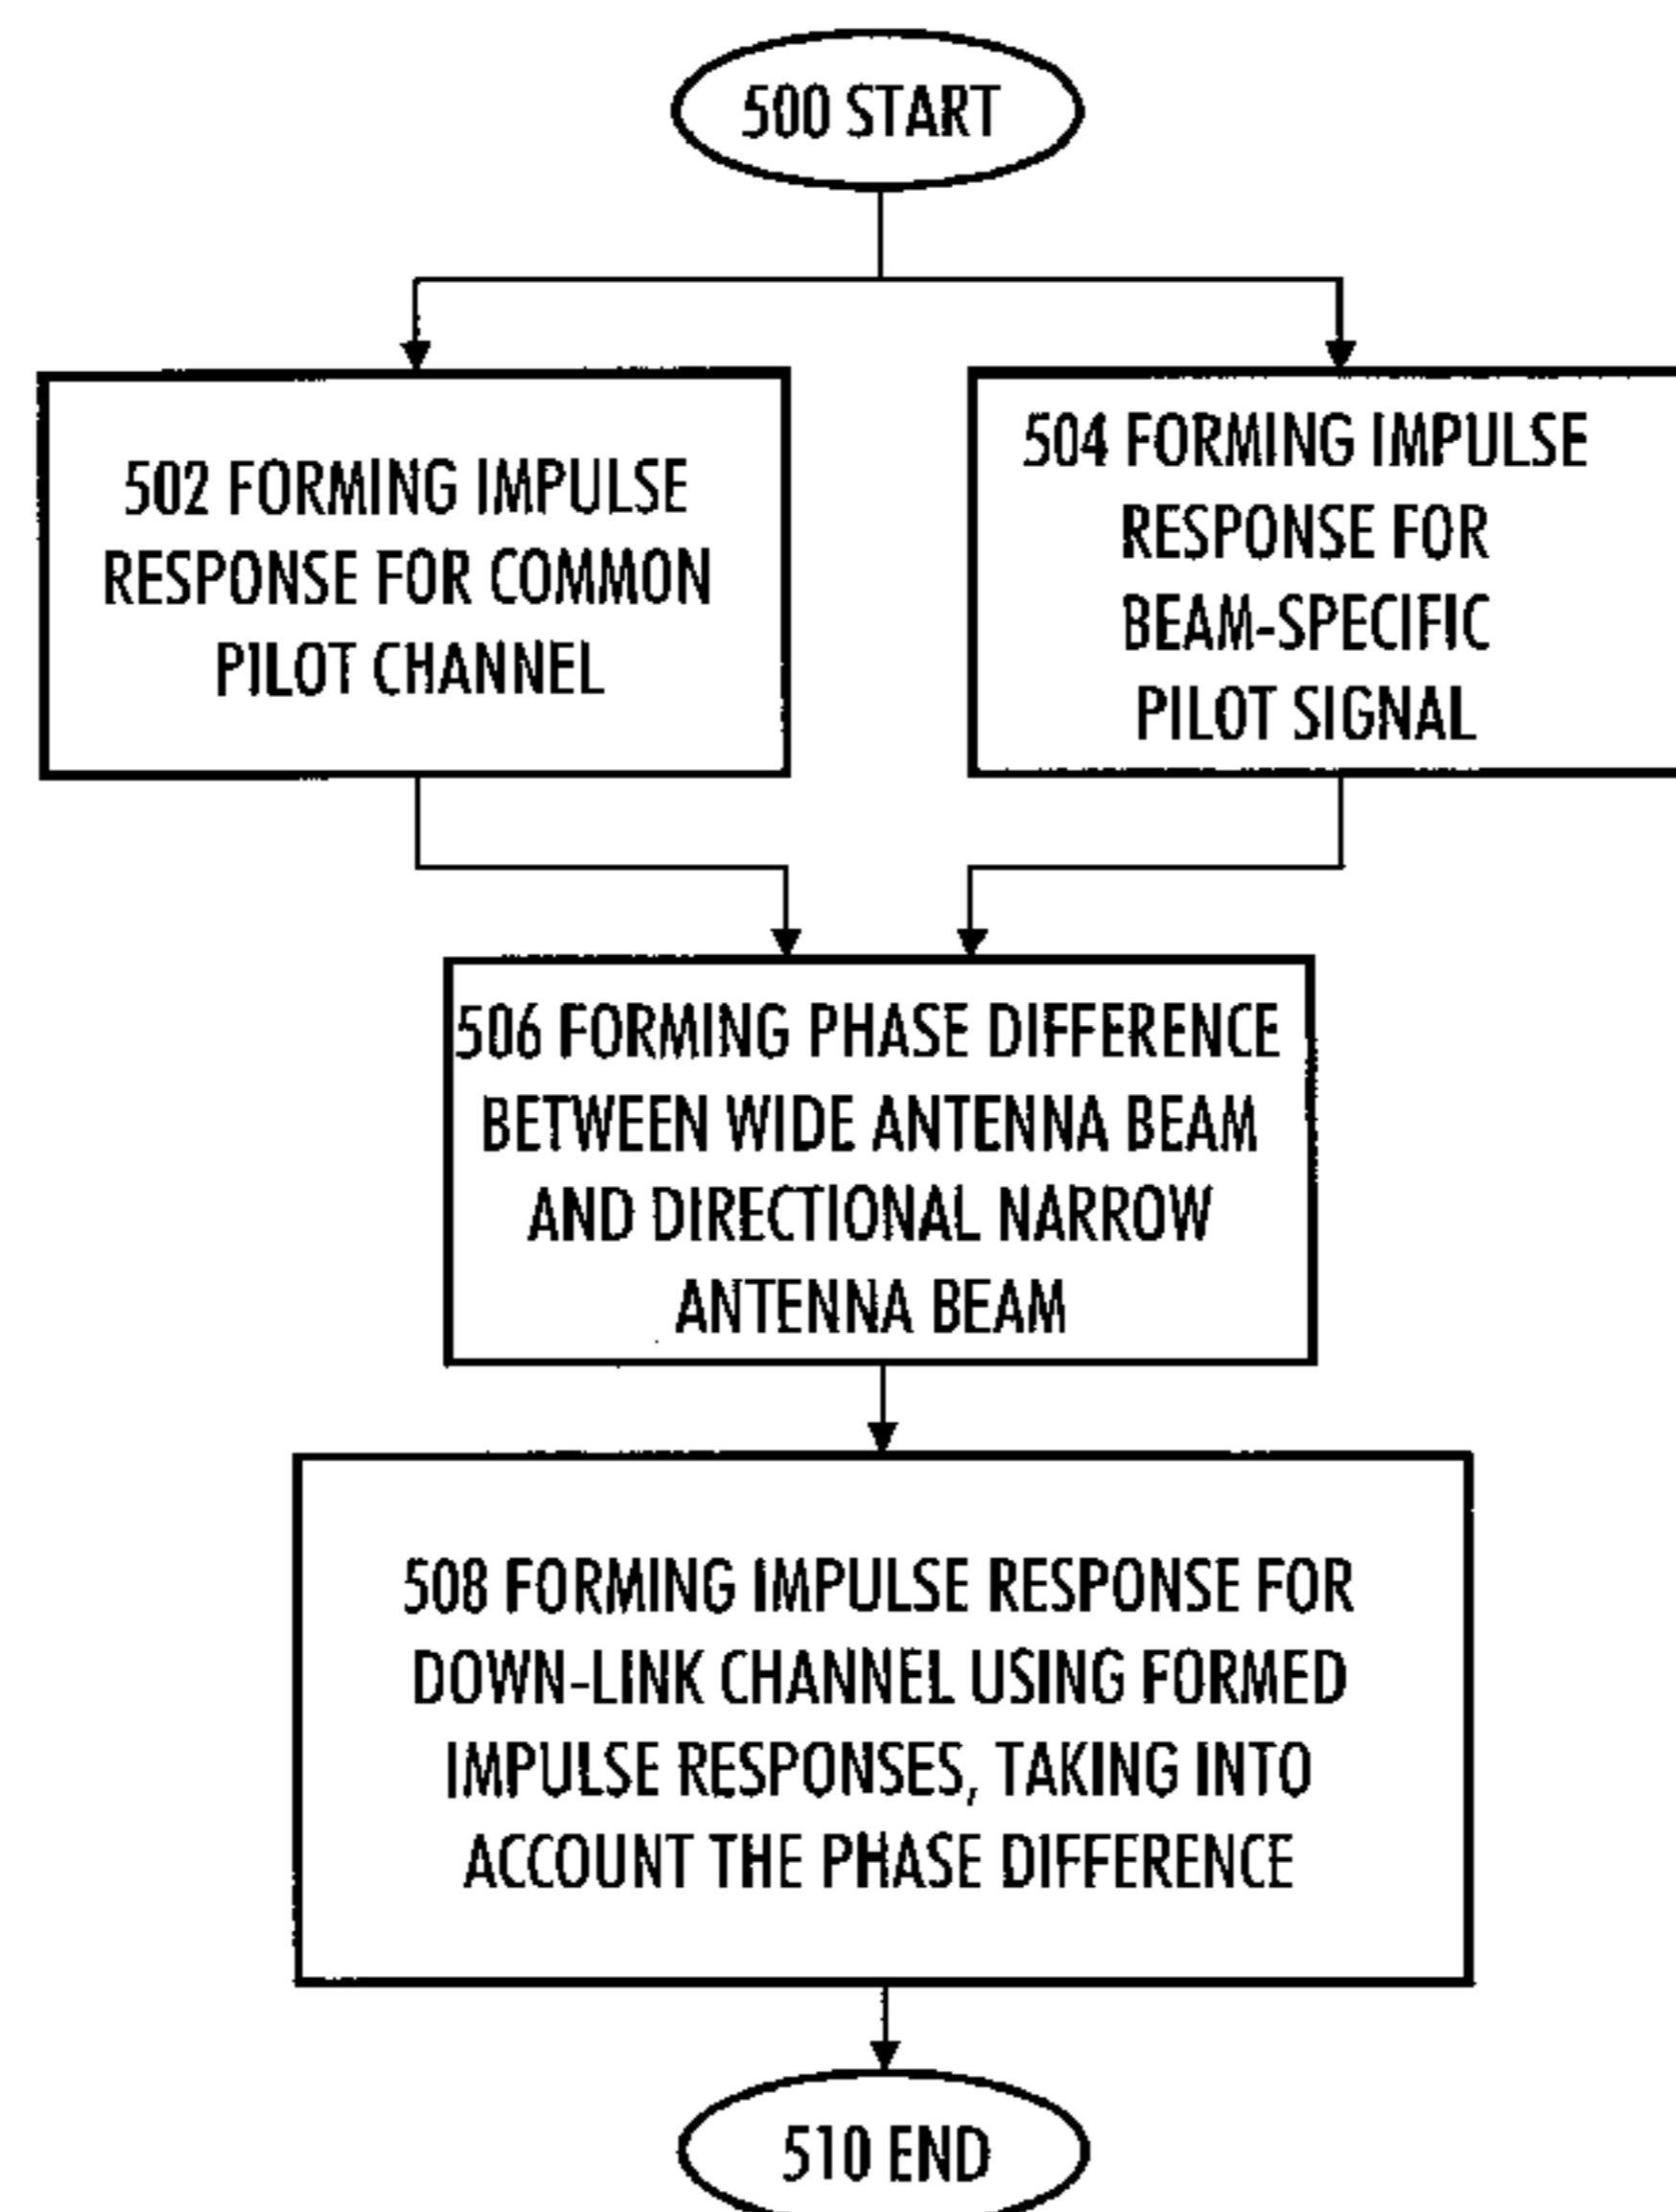 500 START
502 FORMING IMPULSE
RESPONSE FOR COMMON
PILOT CHANNEL
504 FORMING IMPULSE
RESPONSE FOR
BEAM-SPECIFIC
PILOT SIGNAL
506 FORMING PHASE DIFFERENCE
BETWEEN WIDE ANTENNA BEAM
AND DIRECTIONAL NARROW
ANTENNA BEAM
508 FORMING IMPULSE RESPONSE FOR
DOWN-LINK CHANNEL USING FORMED
IMPULSE RESPONSES, TAKING INTO
ACCOUNT THE PHASE DIFFERENCE
510 END